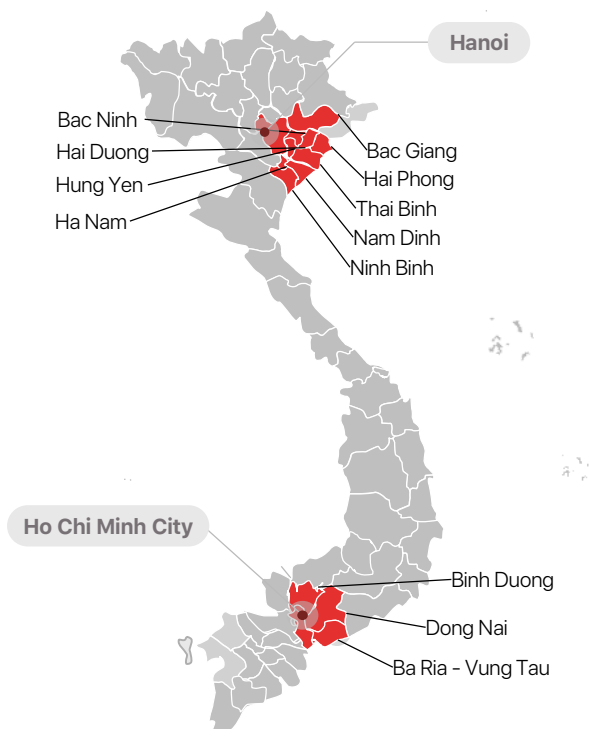 Hanoi
Bac Ninh
Hai Duong
Hung Yen
Ha Nam
Bac Giang
Hai Phong
Thai Binh
Nam Dinh
Ninh Binh
Ho Chi Minh City
Binh Duong
Dong Nai
Ba Ria - Vung Tau